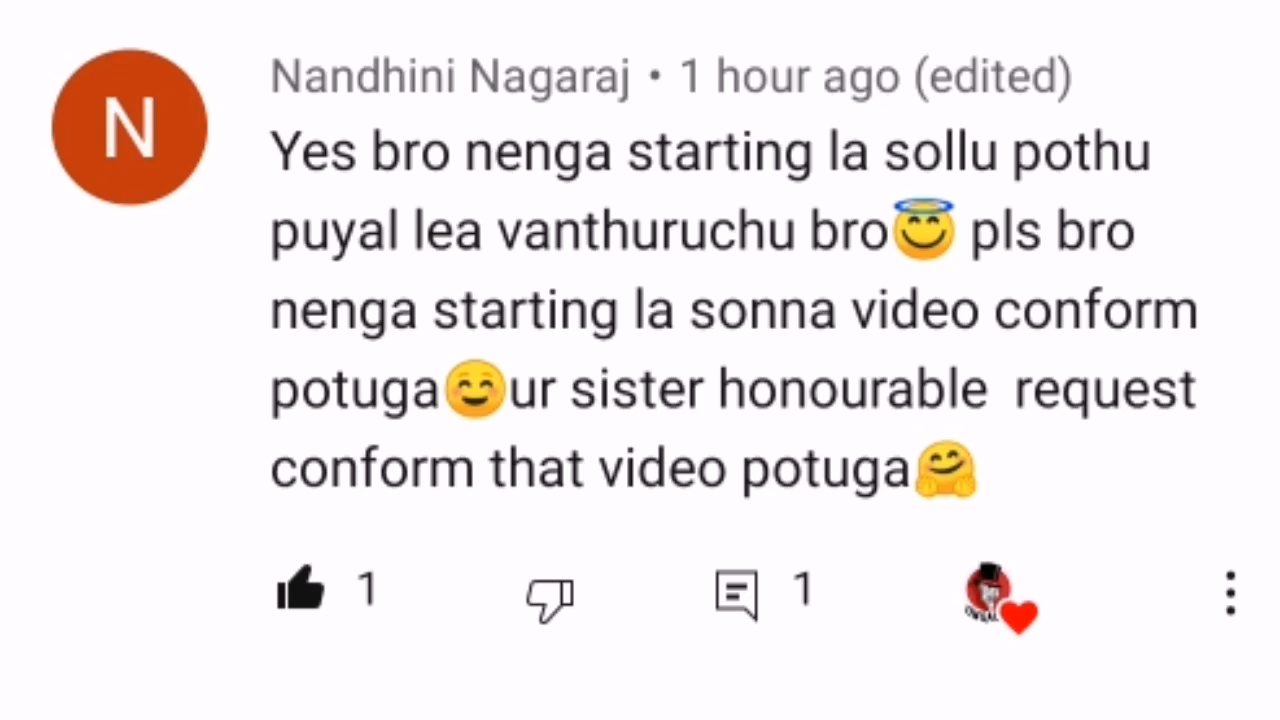 N
Nandhini Nagaraj • 1 hour ago (edited)
Yes bro nenga starting la sollu pothu
puyal lea vanthuruchu bro😇 pls bro
nenga starting la sonna video conform
potuga☺️ur sister honourable  request
conform that video potuga🤗
1 1